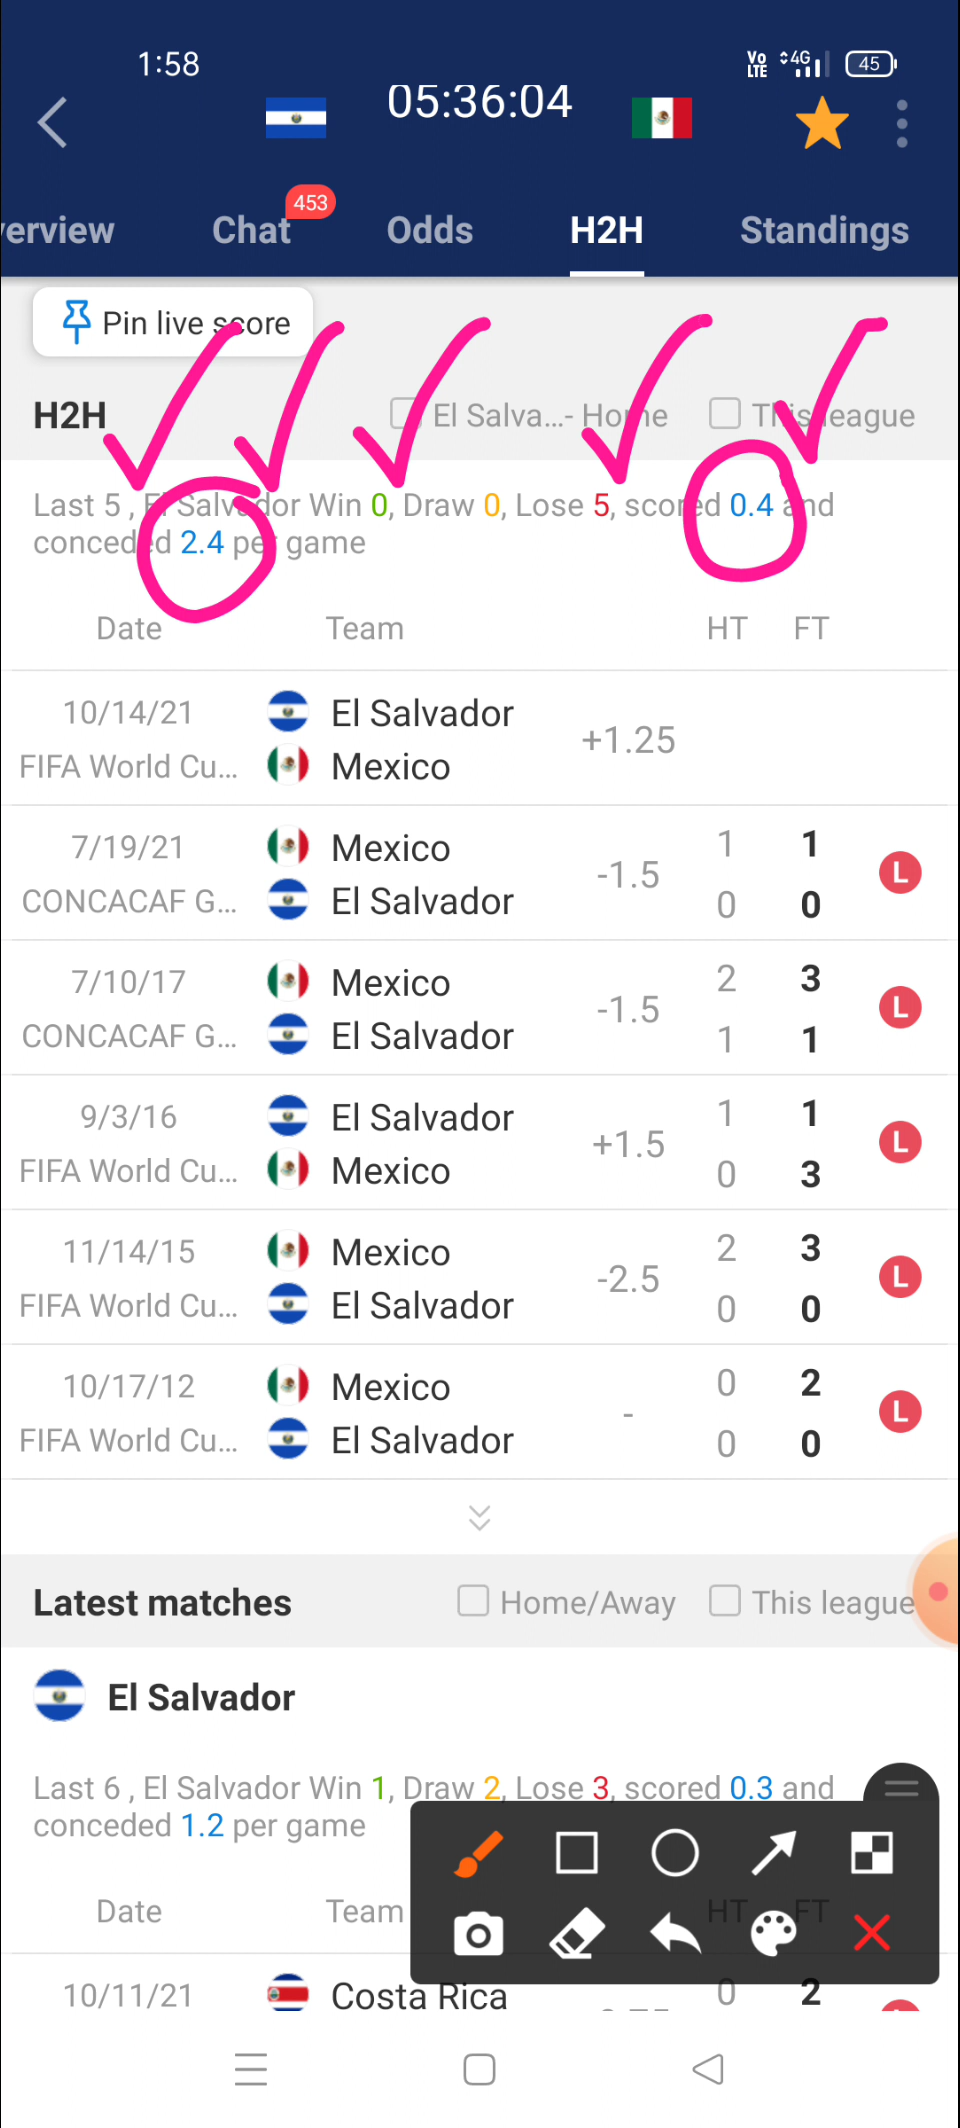 1:58 Vo LTE 4G 45
05:36:04
verview Chat 453 Odds H2H Standings
Pin live score
H2H El Salva...- Home This league
Last 5 , El Salvador Win 0, Draw 0, Lose 5, scored 0.4 and
conceded 2.4 per game
Date Team HT FT
10/14/21 El Salvador
+1.25
FIFA World Cu... Mexico
7/19/21 Mexico 1 1
-1.5 L
CONCACAF G... El Salvador 0 0
7/10/17 Mexico 2 3
-1.5 L
CONCACAF G... El Salvador 1 1
9/3/16 El Salvador 1 1
+1.5 L
FIFA World Cu... Mexico 0 3
11/14/15 Mexico 2 3
-2.5 L
FIFA World Cu... El Salvador 0 0
10/17/12 Mexico 0 2
- L
FIFA World Cu... El Salvador 0 0
Latest matches Home/Away This league
El Salvador
Last 6 , El Salvador Win 1, Draw 2, Lose 3, scored 0.3 and
conceded 1.2 per game
Date Team HT FT
10/11/21 Costa Rica 0 2